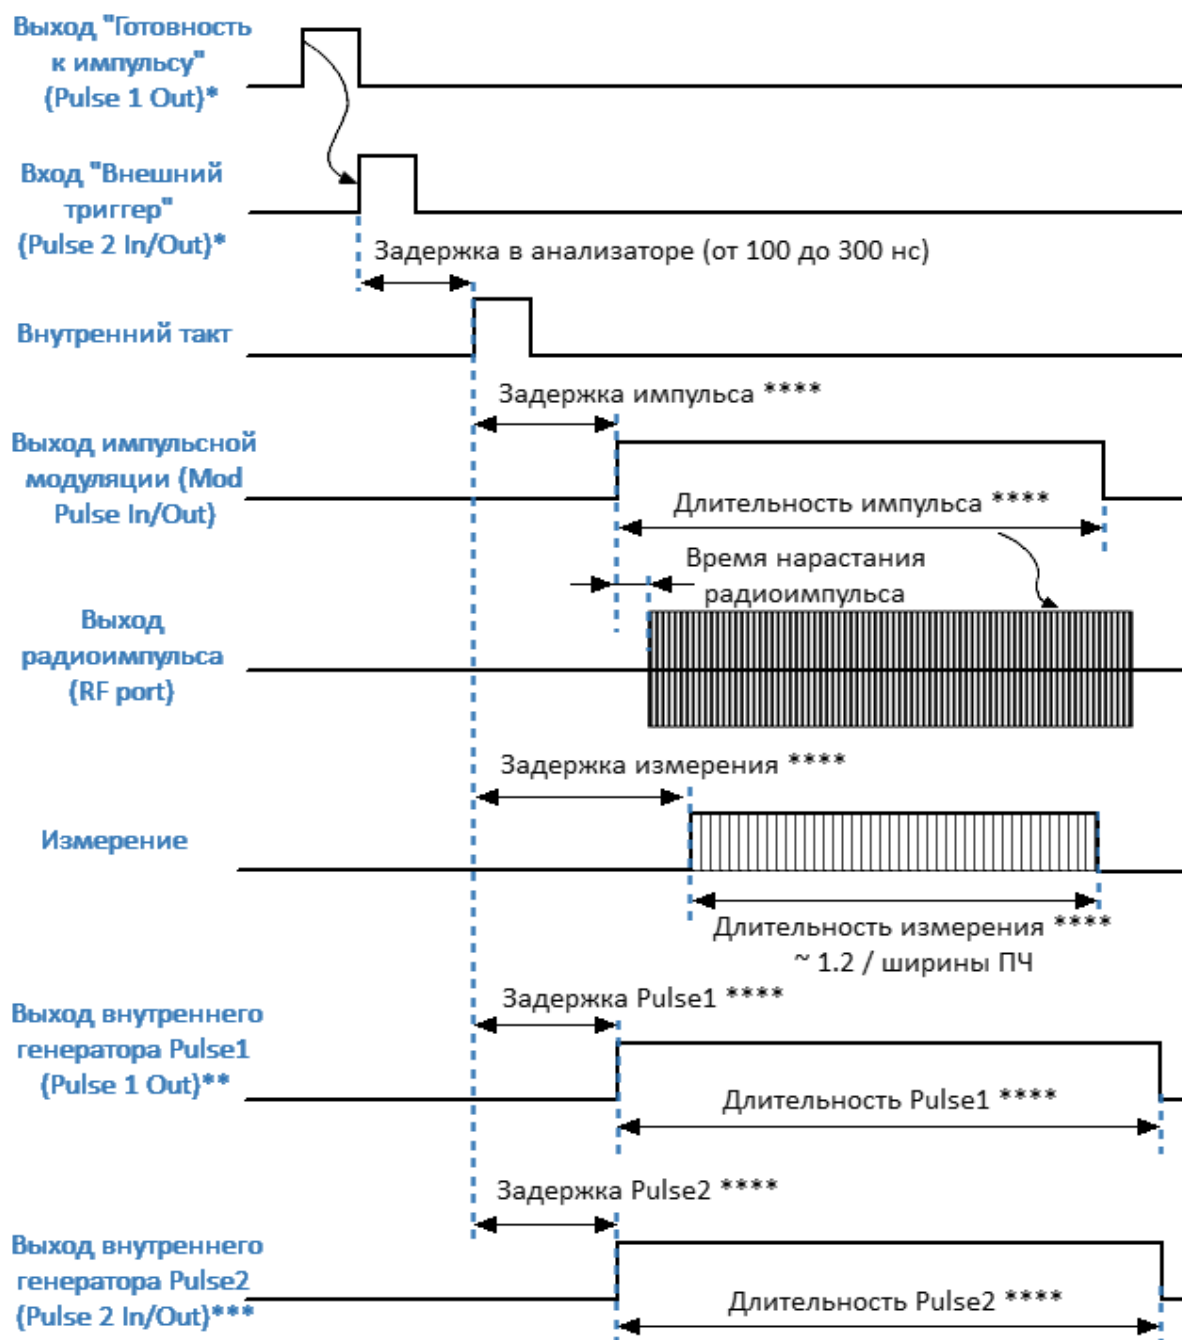 Выход "Готовность
к импульсу"
(Pulse 1 Out)*
Вход "Внешний
триггер"
(Pulse 2 In/Out)*
Задержка в анализаторе (от 100 до 300 нс)
Внутренний такт
Задержка импульса ****
Выход импульсной
модуляции (Mod
Pulse In/Out)
Длительность импульса ****
Время нарастания
радиоимпульса
Выход
радиоимпульса
(RF port)
Задержка измерения ****
Измерение
Длительность измерения ****
~ 1.2 / ширины ПЧ
Задержка Pulse1 ****
Выход внутреннего
генератора Pulse1
(Pulse 1 Out)**
Длительность Pulse1 ****
Задержка Pulse2 ****
Выход внутреннего
генератора Pulse2
(Pulse 2 In/Out)***
Длительность Pulse2 ****